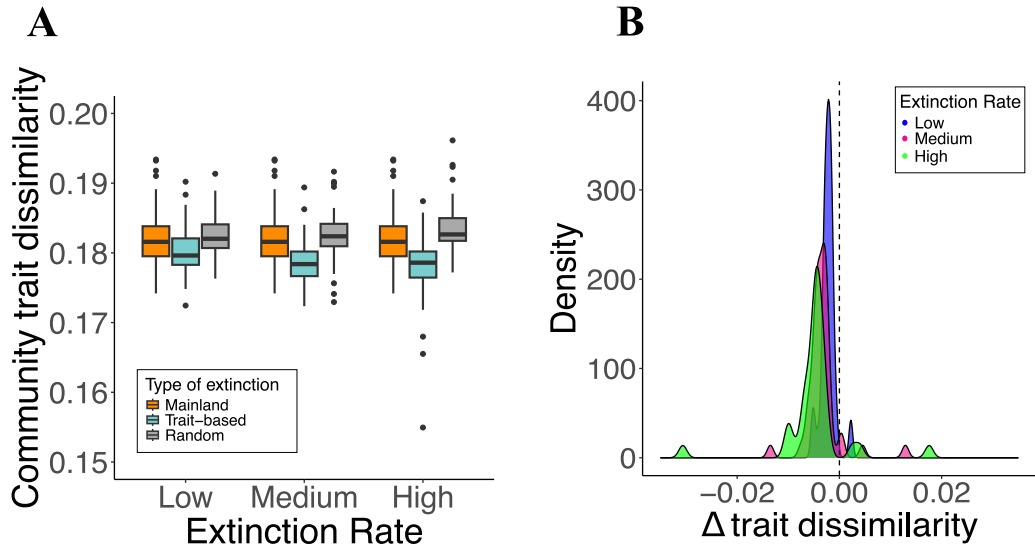 A
Community trait dissimilarity
0.20
0.19
0.18
0.17
0.16
0.15
Type of extinction
Mainland
Trait−based
Random
Low Medium High
Extinction Rate
B
Density
400
300
200
100
0
Extinction Rate
Low
Medium
High
−0.02 0.00 0.02
Δ trait dissimilarity